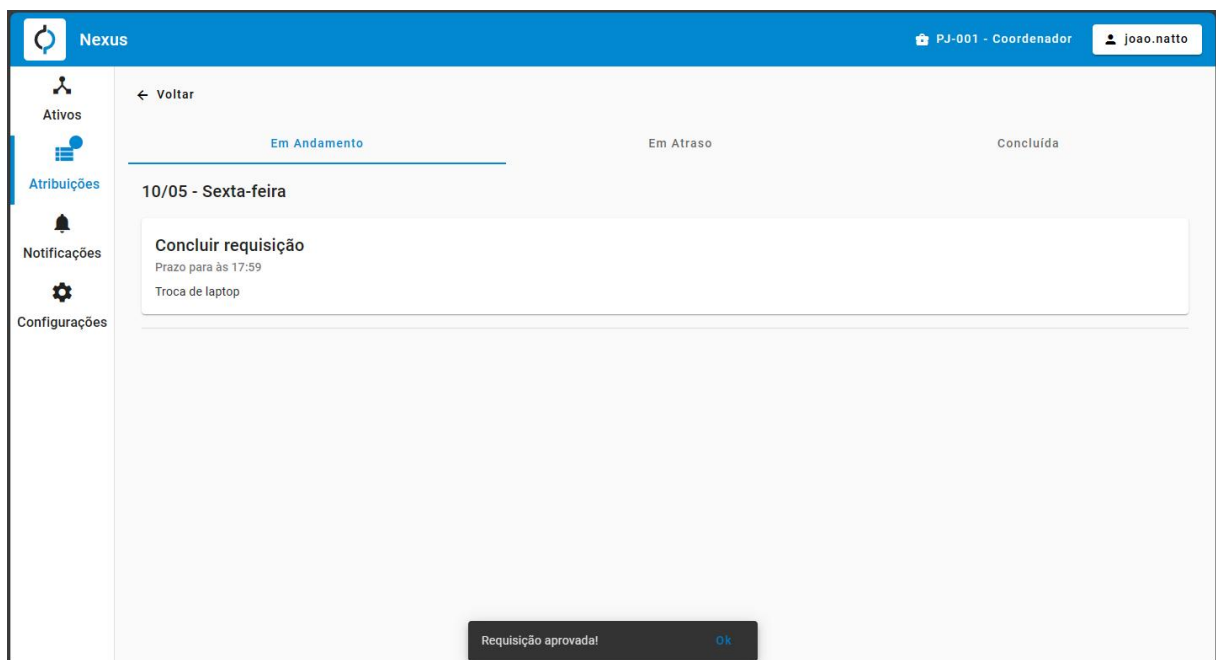 Nexus
PJ-001 - Coordenador
joao.natto
Ativos
Atribuições
Notificações
Configurações
Voltar
Em Andamento
Em Atraso
Concluída
10/05 - Sexta-feira
Concluir requisição
Prazo para às 17:59
Troca de laptop
Requisição aprovada!
Ok